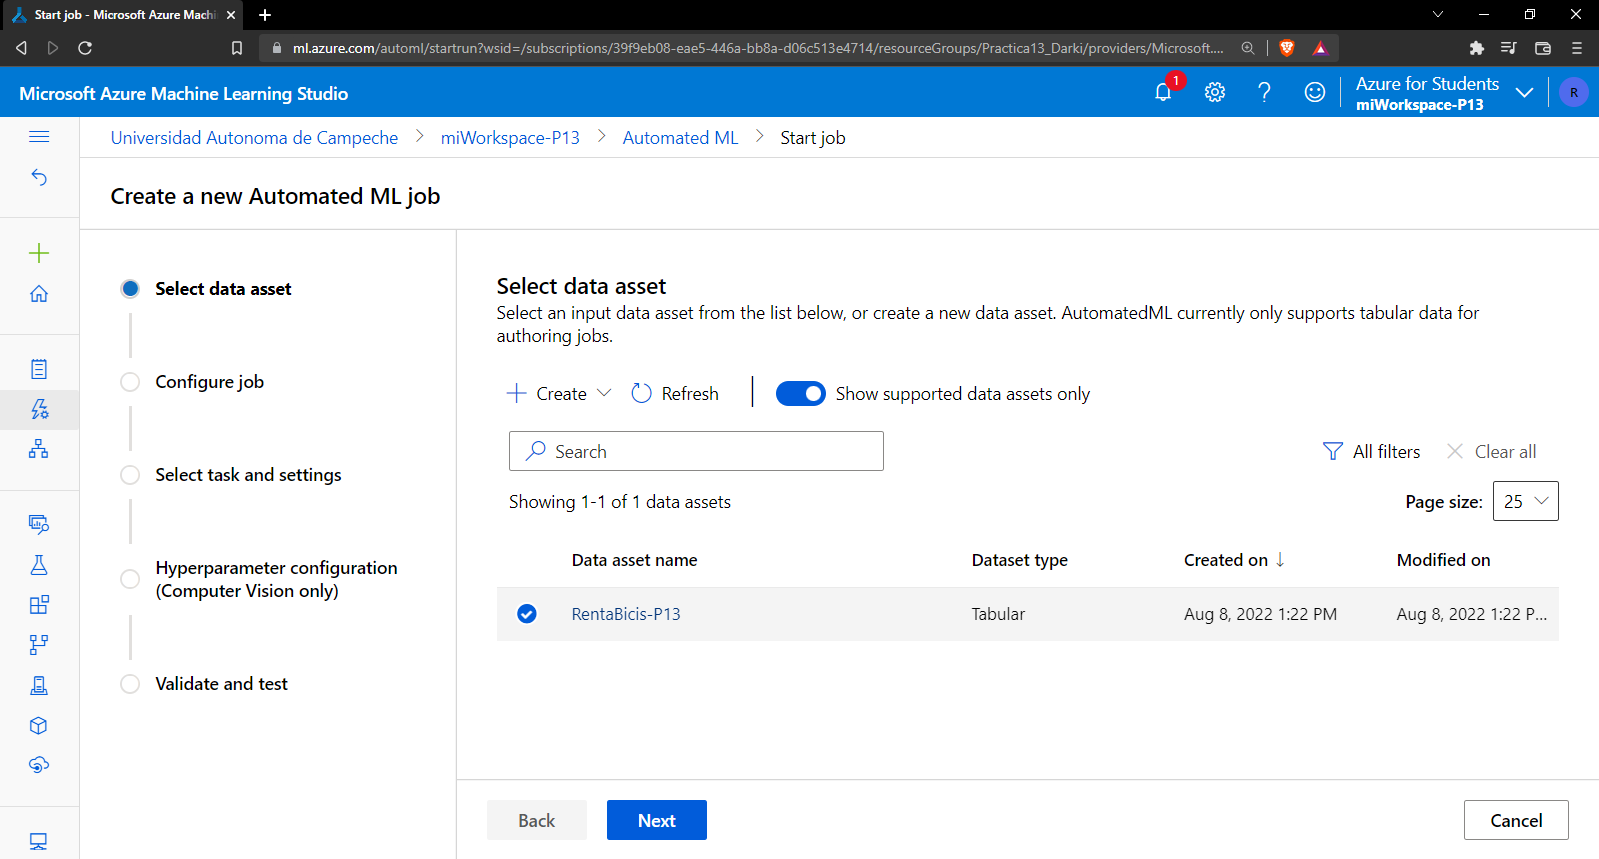 Start job - Microsoft Azure Machi
ml.azure.com/automl/startrun?wsid=/subscriptions/39f9eb08-eae5-446a-bb8a-d06c513e4714/resourceGroups/Practica13_Darki/providers/Microsoft....
Microsoft Azure Machine Learning Studio
1
Azure for Students
miWorkspace-P13
R
Universidad Autonoma de Campeche > miWorkspace-P13 > Automated ML > Start job
Create a new Automated ML job
Select data asset
Configure job
Select task and settings
Hyperparameter configuration
(Computer Vision only)
Validate and test
Select data asset
Select an input data asset from the list below, or create a new data asset. AutomatedML currently only supports tabular data for
authoring jobs.
Create Refresh Show supported data assets only
Search
All filters Clear all
Showing 1-1 of 1 data assets
Page size: 25
Data asset name Dataset type Created on ↓ Modified on
RentaBicis-P13 Tabular Aug 8, 2022 1:22 PM Aug 8, 2022 1:22 P...
Back Next Cancel